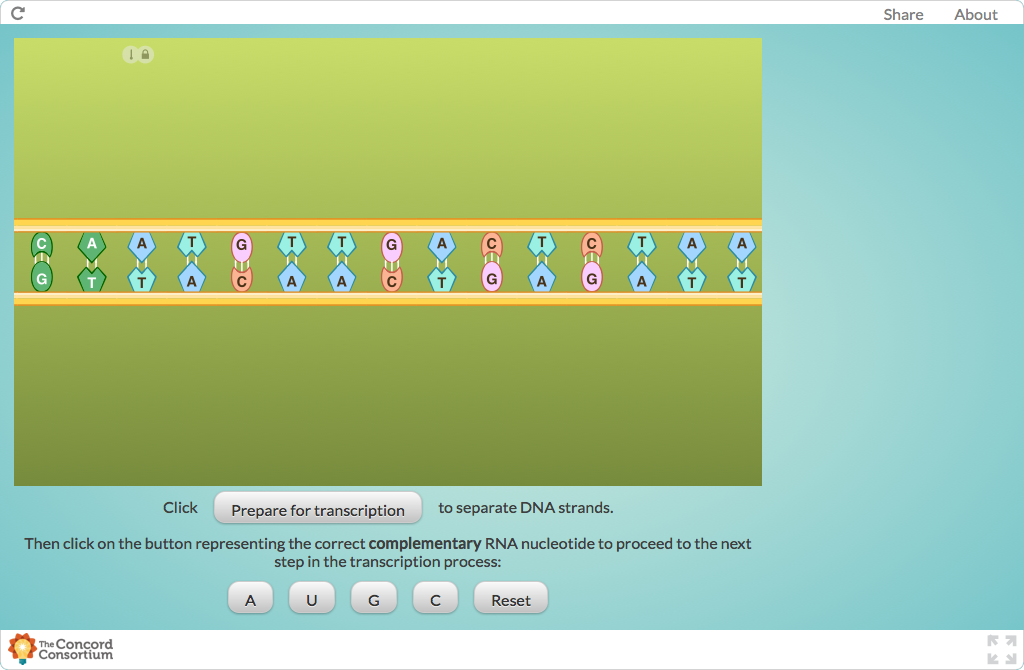 Share About
C A A T G T T G A C T C T A A
G T T A C A A C T G A G A T T
Click Prepare for transcription to separate DNA strands.
Then click on the button representing the correct complementary RNA nucleotide to proceed to the next
step in the transcription process:
A U G C Reset
The Concord
Consortium